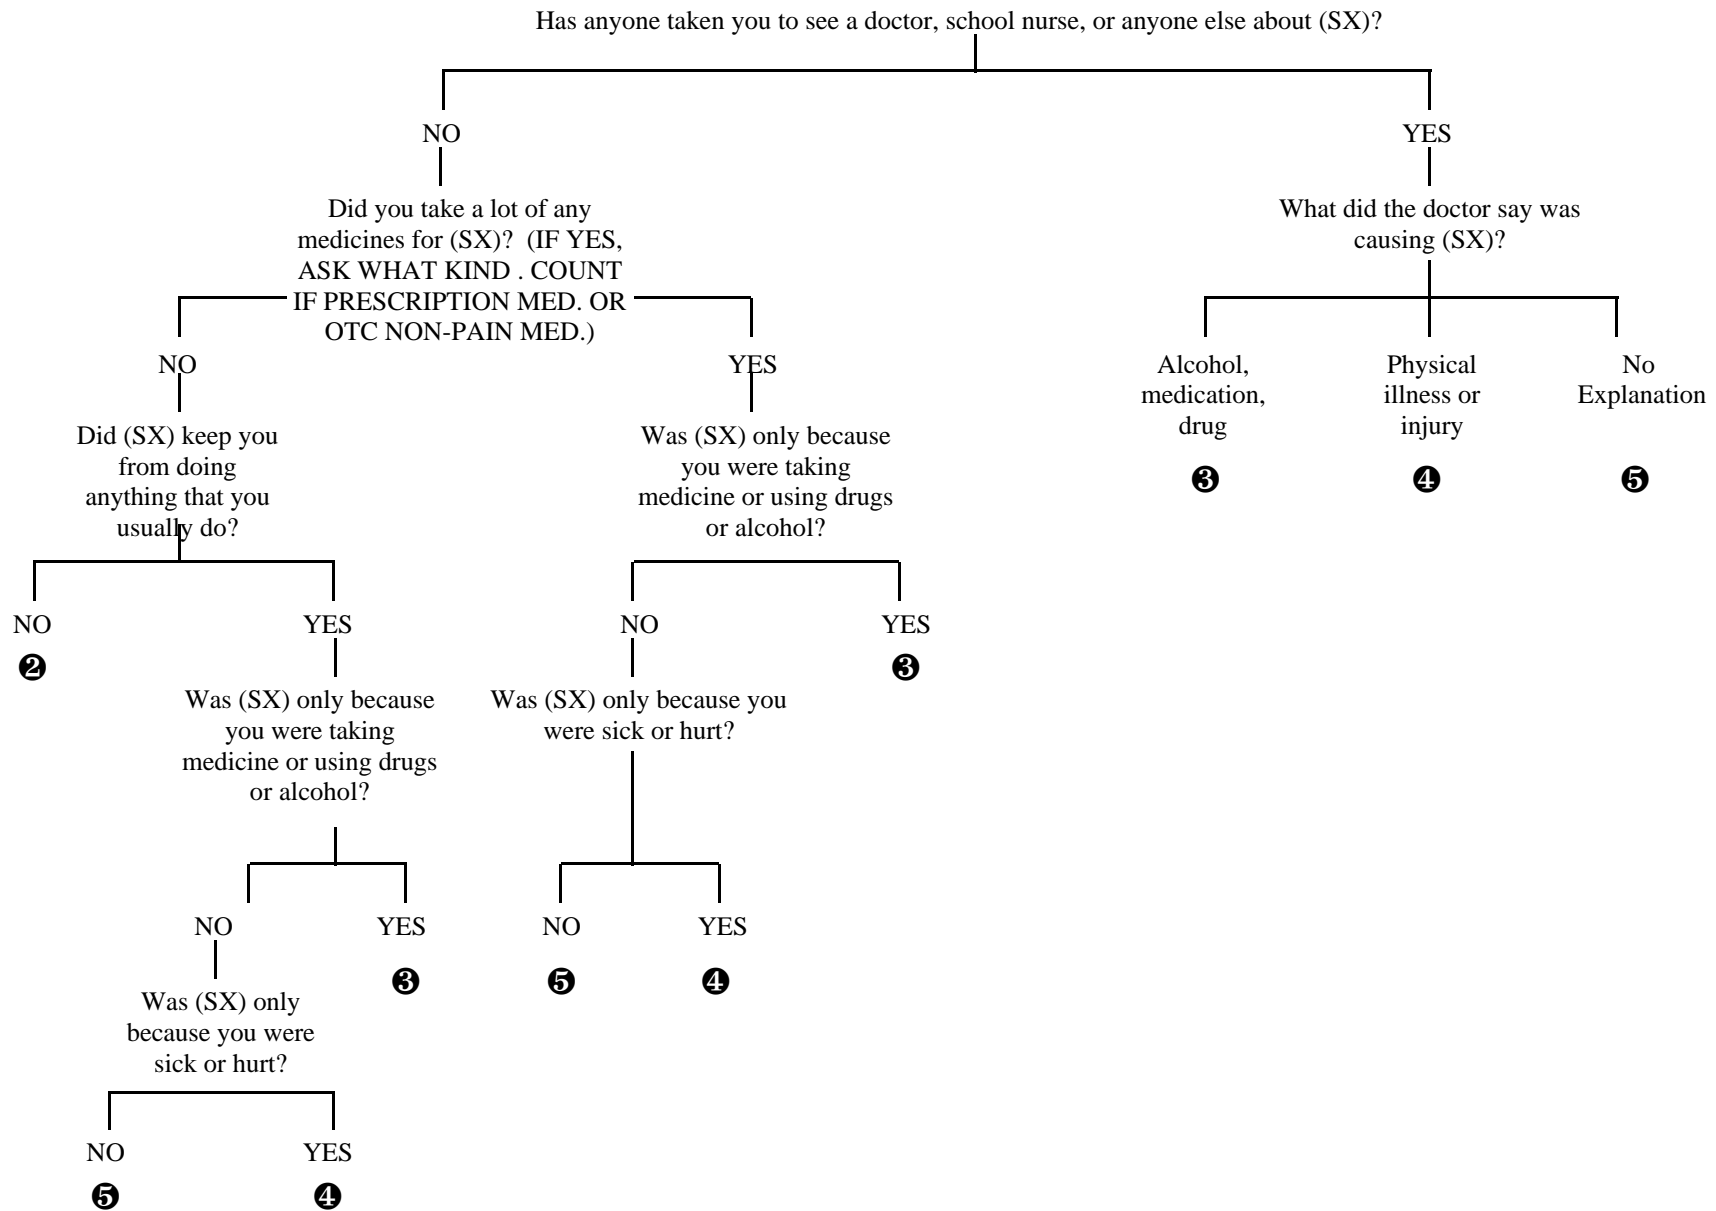 Has anyone taken you to see a doctor, school nurse, or anyone else about (SX)?
NO
YES
Did you take a lot of any
medicines for (SX)? (IF YES,
ASK WHAT KIND . COUNT
IF PRESCRIPTION MED. OR
OTC NON-PAIN MED.)
What did the doctor say was
causing (SX)?
NO
YES
Alcohol,
medication,
drug
❸
Physical
illness or
injury
❹
No
Explanation
❺
Did (SX) keep you
from doing
anything that you
usually do?
Was (SX) only because
you were taking
medicine or using drugs
or alcohol?
NO
❷
YES
NO
YES
❸
Was (SX) only because
you were taking
medicine or using drugs
or alcohol?
Was (SX) only because you
were sick or hurt?
NO
YES
❸
NO
❺
YES
❹
Was (SX) only
because you were
sick or hurt?
NO
❺
YES
❹